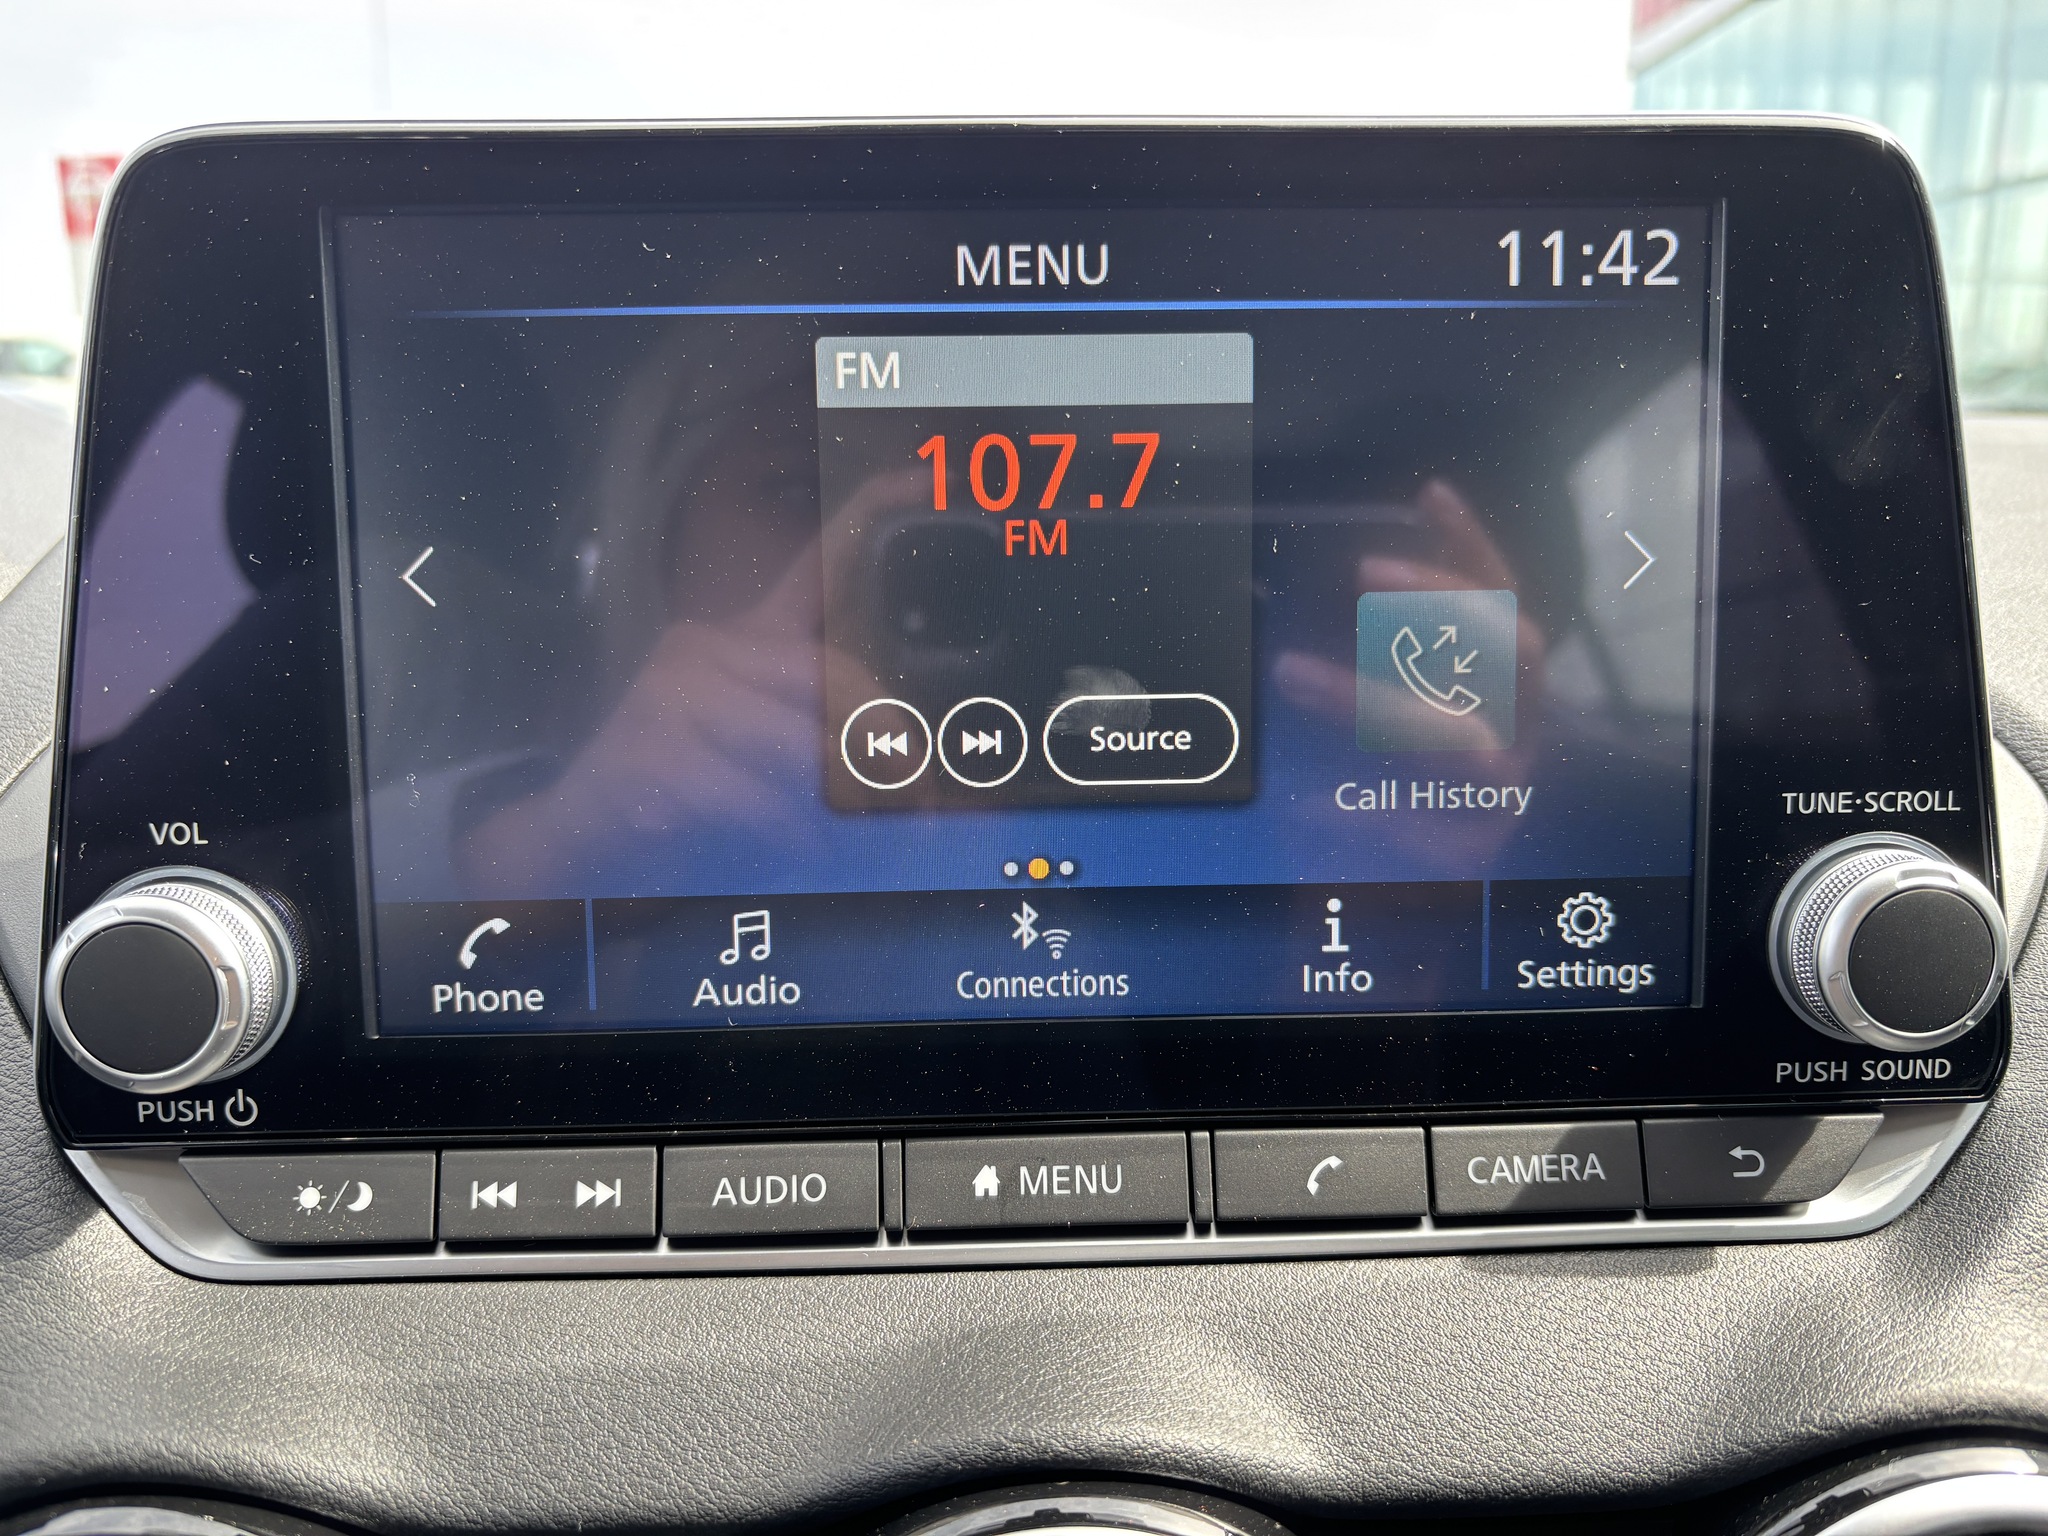 MENU
11:42
FM
107.7
FM
Source
Call History
VOL
TUNE·SCROLL
Phone
Audio
Connections
Info
Settings
PUSH
PUSH SOUND
AUDIO
MENU
CAMERA